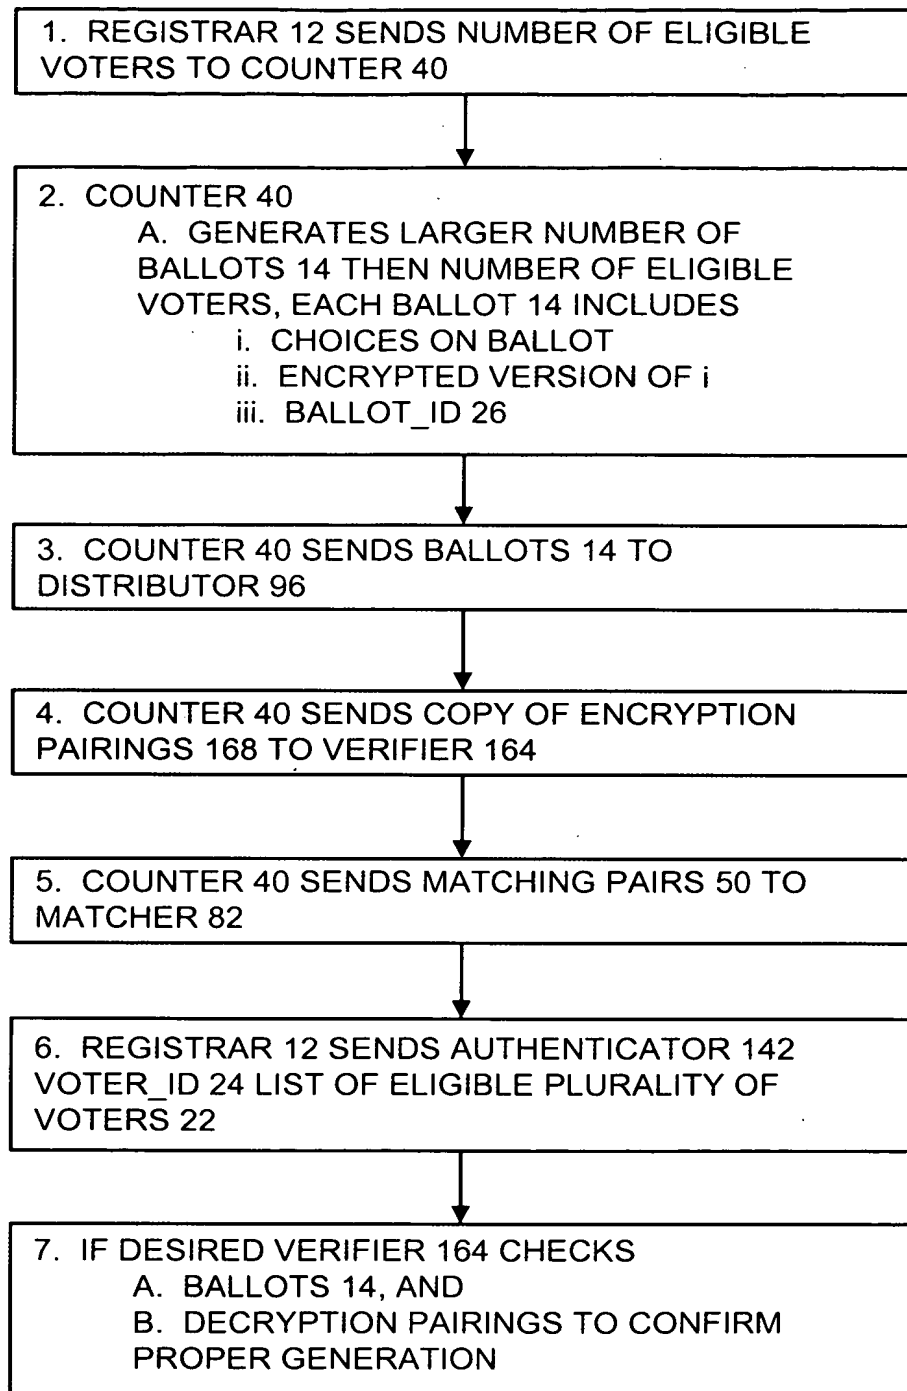 1. REGISTRAR 12 SENDS NUMBER OF ELIGIBLE
VOTERS TO COUNTER 40
2. COUNTER 40
A. GENERATES LARGER NUMBER OF
BALLOTS 14 THEN NUMBER OF ELIGIBLE
VOTERS, EACH BALLOT 14 INCLUDES
i. CHOICES ON BALLOT
ii. ENCRYPTED VERSION OF i
iii. BALLOT_ID 26
3. COUNTER 40 SENDS BALLOTS 14 TO
DISTRIBUTOR 96
4. COUNTER 40 SENDS COPY OF ENCRYPTION
PAIRINGS 168 TO VERIFIER 164
5. COUNTER 40 SENDS MATCHING PAIRS 50 TO
MATCHER 82
6. REGISTRAR 12 SENDS AUTHENTICATOR 142
VOTER_ID 24 LIST OF ELIGIBLE PLURALITY OF
VOTERS 22
7. IF DESIRED VERIFIER 164 CHECKS
A. BALLOTS 14, AND
B. DECRYPTION PAIRINGS TO CONFIRM
PROPER GENERATION